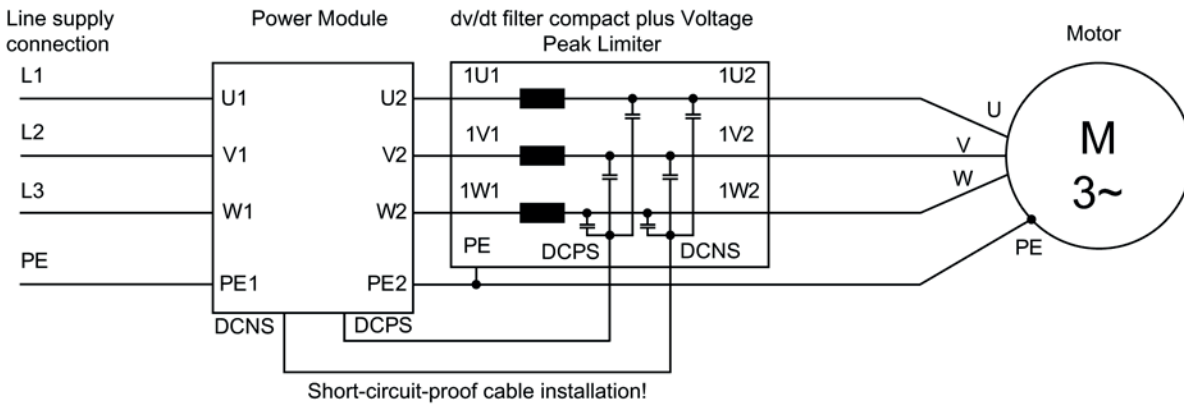 Line supply
connection
Power Module
dv/dt filter compact plus Voltage
Peak Limiter
Motor
L1
U1
U2
1U1
1U2
U
L2
V1
V2
1V1
1V2
V
M
3~
L3
W1
W2
1W1
1W2
W
PE
PE1
PE2
PE
DCPS
DCNS
PE
DCNS
DCPS
Short-circuit-proof cable installation!